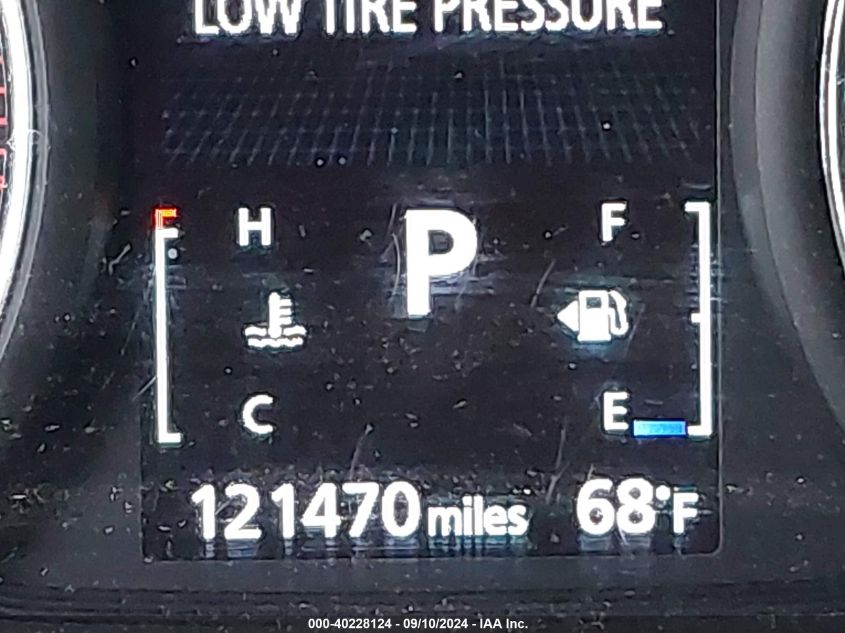 LOW TIRE PRESSURE
H P F
C E
121470 miles 68°F
000-40228124 - 09/10/2024 - IAA Inc.